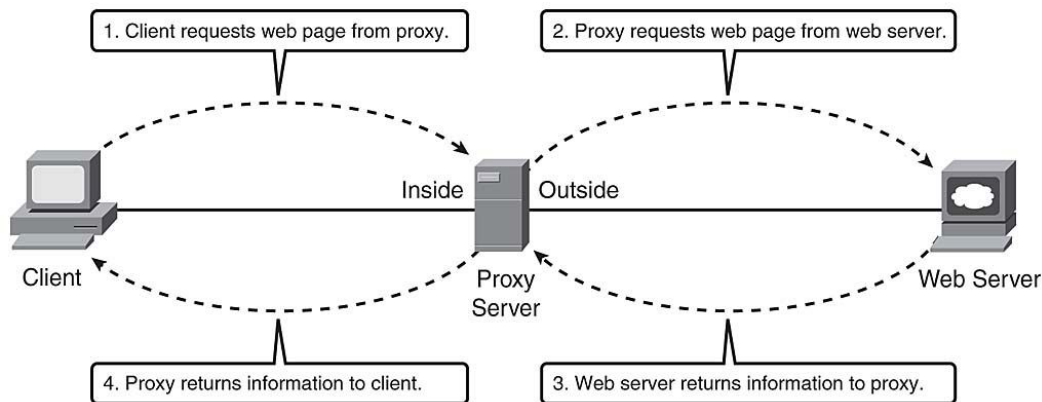 1. Client requests web page from proxy.
2. Proxy requests web page from web server.
Inside
Outside
Client
Proxy
Server
Web Server
4. Proxy returns information to client.
3. Web server returns information to proxy.